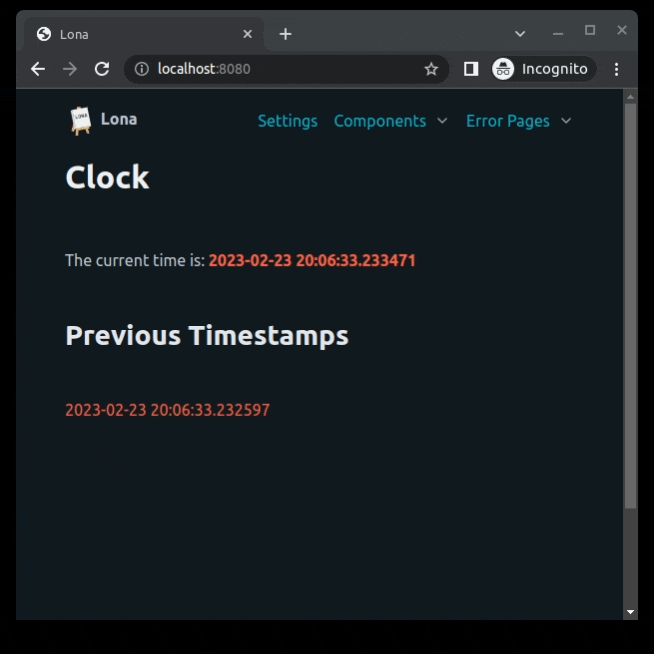 Lona
localhost:8080
Incognito
LONA
Lona
Settings
Components
Error Pages
Clock
The current time is: 2023-02-23 20:06:33.233471
Previous Timestamps
2023-02-23 20:06:33.232597